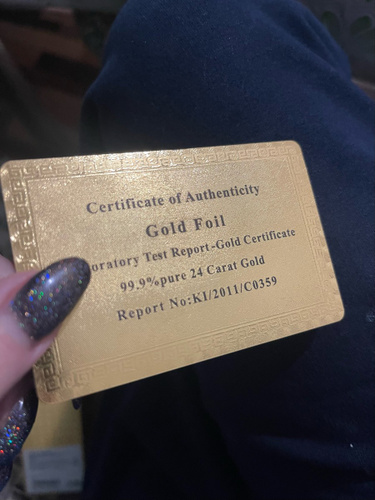 Certificate of Authenticity
Gold Foil
oratory Test Report-Gold Certificate
99.9%pure 24 Carat Gold
Report No:KI/2011/C0359